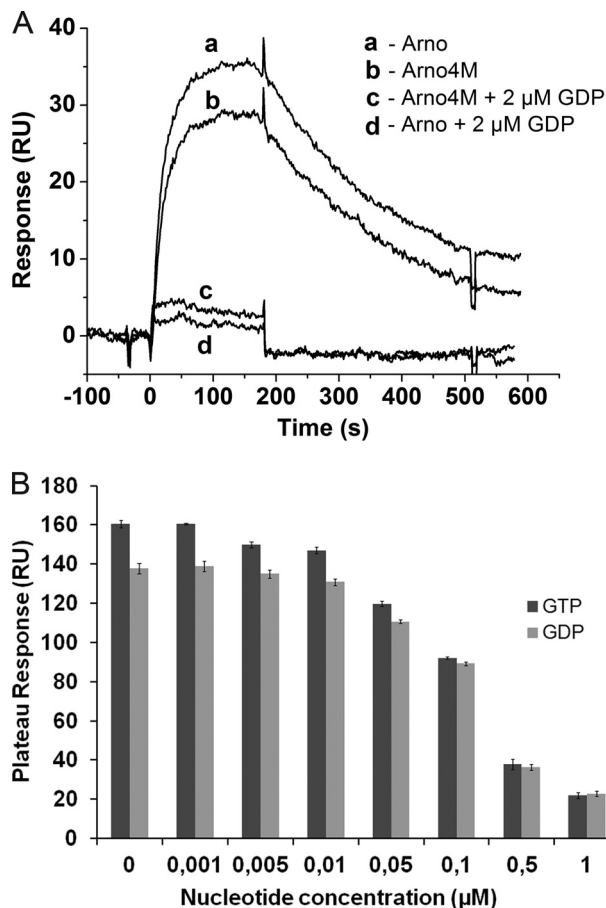 A
a - Arno
b - Arno4M
c - Arno4M + 2 µM GDP
d - Arno + 2 µM GDP
a
b
c
d
Response (RU)
40
30
20
10
0
-100 0 100 200 300 400 500 600
Time (s)
B
Plateau Response (RU)
180
160
140
120
100
80
60
40
20
0
GTP
GDP
0 0,001 0,005 0,01 0,05 0,1 0,5 1
Nucleotide concentration (µM)